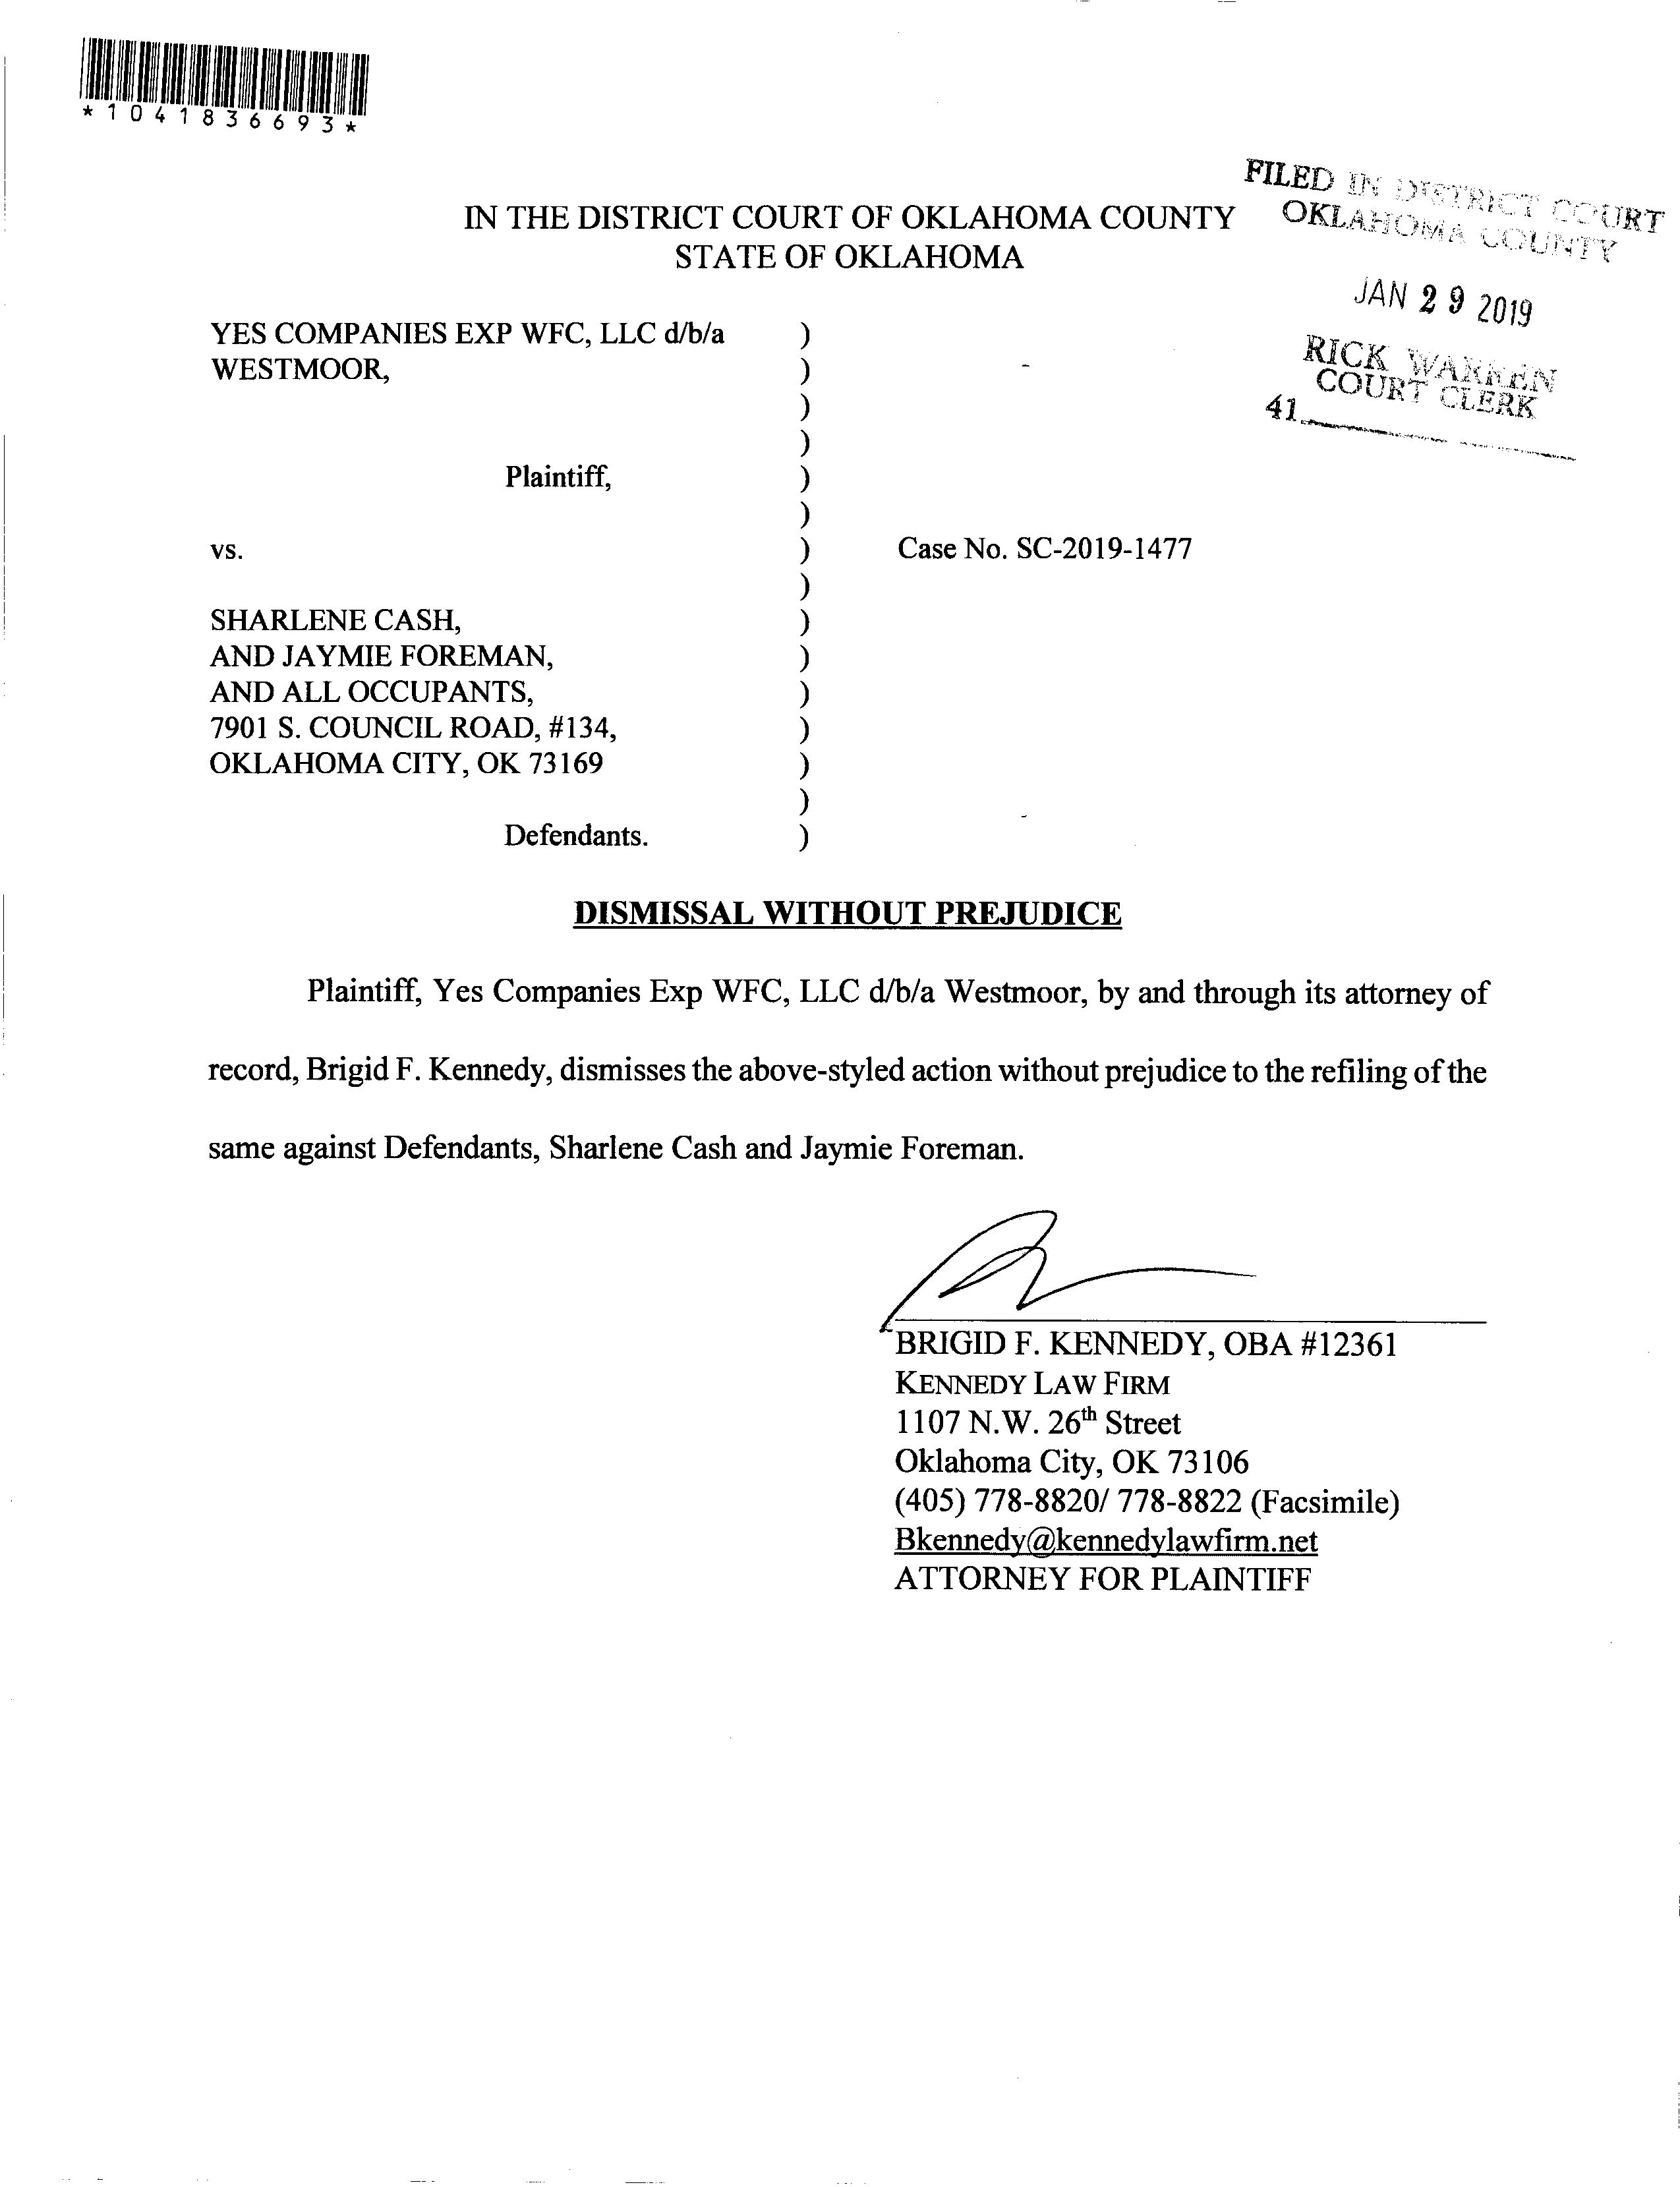 *1041836693*
FILED IN DISTRICT COURT
OKLAHOMA COUNTY
JAN 29 2019
RICK WARREN
COURT CLERK
41
IN THE DISTRICT COURT OF OKLAHOMA COUNTY
STATE OF OKLAHOMA
YES COMPANIES EXP WFC, LLC d/b/a )
WESTMOOR, )
)
)
Plaintiff, )
)
vs. ) Case No. SC-2019-1477
)
SHARLENE CASH, )
AND JAYMIE FOREMAN, )
AND ALL OCCUPANTS, )
7901 S. COUNCIL ROAD, #134, )
OKLAHOMA CITY, OK 73169 )
)
Defendants. )
DISMISSAL WITHOUT PREJUDICE
Plaintiff, Yes Companies Exp WFC, LLC d/b/a Westmoor, by and through its attorney of
record, Brigid F. Kennedy, dismisses the above-styled action without prejudice to the refiling of the
same against Defendants, Sharlene Cash and Jaymie Foreman.
BRIGID F. KENNEDY, OBA #12361
KENNEDY LAW FIRM
1107 N.W. 26th Street
Oklahoma City, OK 73106
(405) 778-8820/ 778-8822 (Facsimile)
Bkennedy@kennedylawfirm.net
ATTORNEY FOR PLAINTIFF